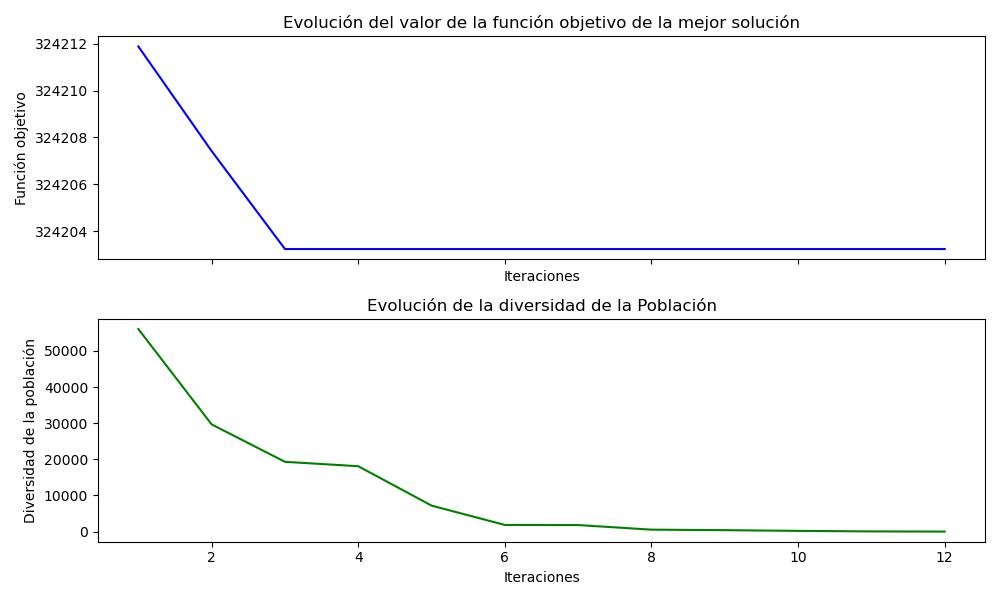 Evolución del valor de la función objetivo de la mejor solución
Función objetivo
324212
324210
324208
324206
324204
Iteraciones
Evolución de la diversidad de la Población
Diversidad de la población
50000
40000
30000
20000
10000
0
2 4 6 8 10 12
Iteraciones